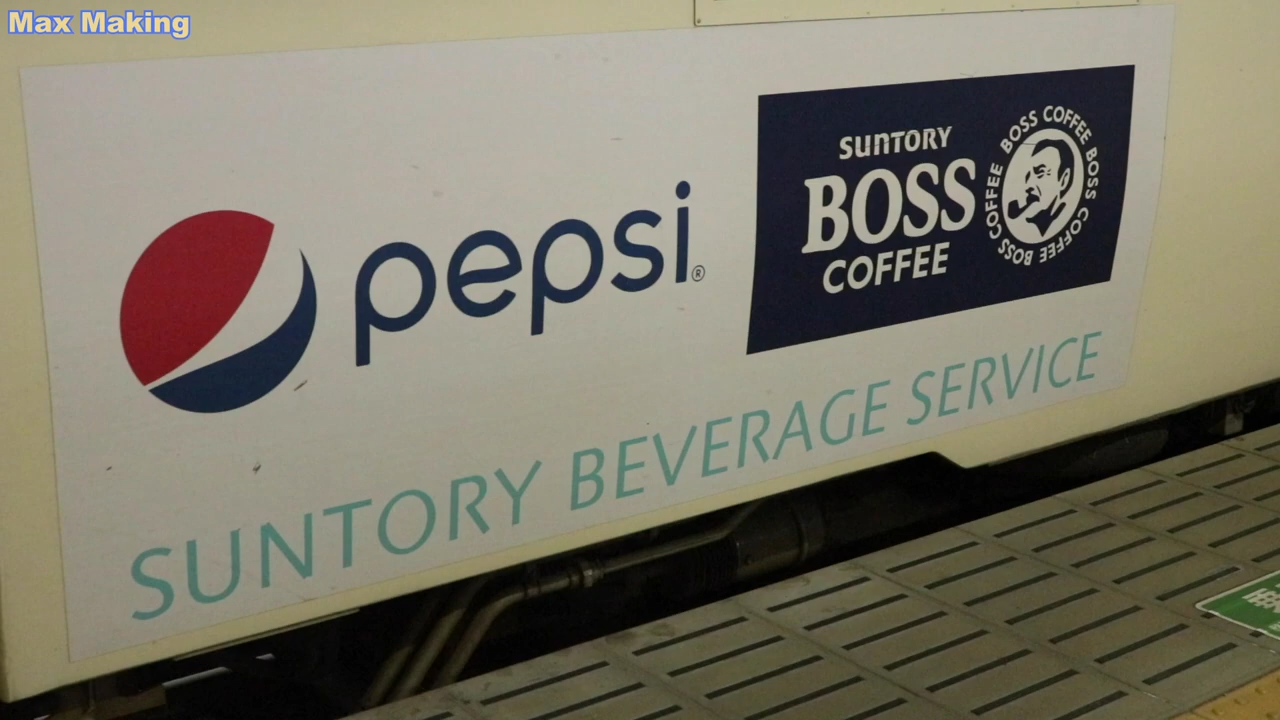 Max Making
pepsi®
SUNTORY
BOSS
COFFEE
BOSS COFFEE BOSS COFFEE BOSS COFFEE
SUNTORY BEVERAGE SERVICE